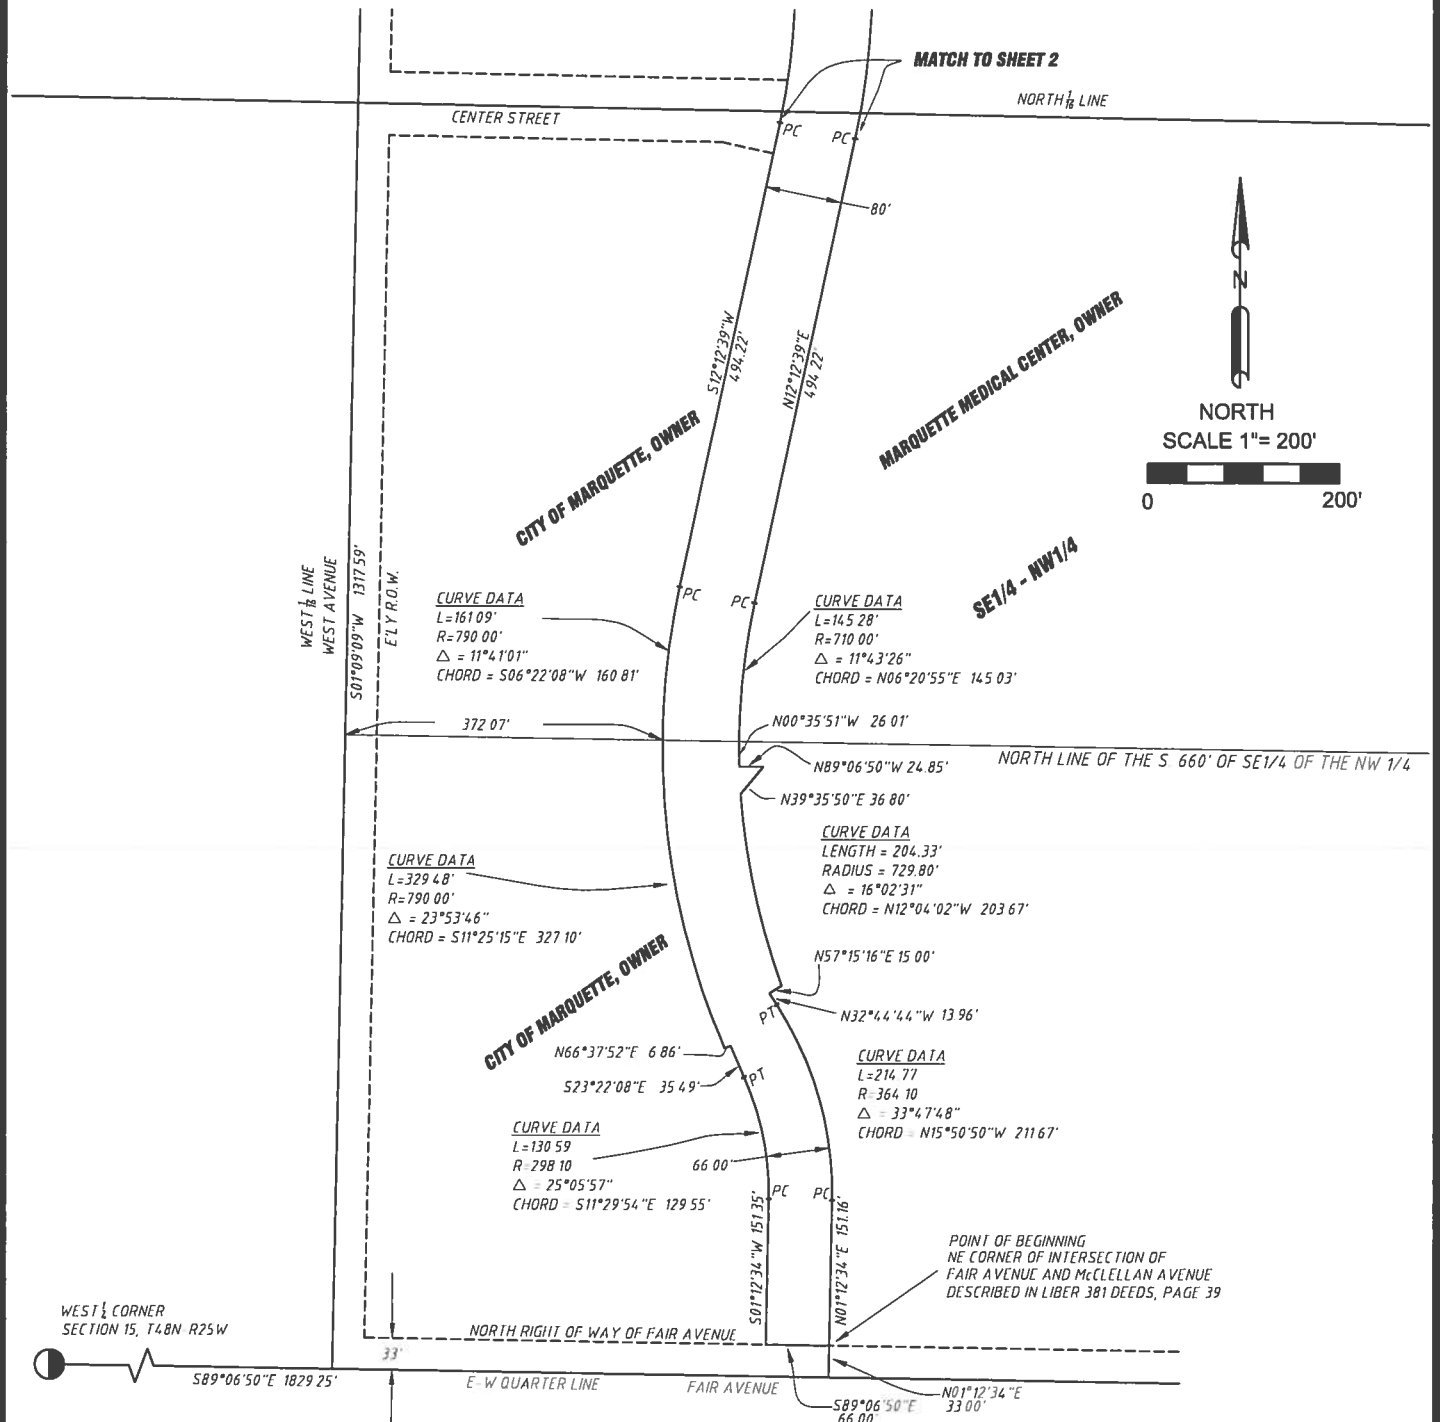 MATCH TO SHEET 2
NORTH 1/16 LINE
CENTER STREET
PC
PC
80'
N
NORTH
SCALE 1"= 200'
0 200'
S12°12'39"W
494.22'
N12°12'39"E
494 22'
MARQUETTE MEDICAL CENTER, OWNER
CITY OF MARQUETTE, OWNER
SE1/4 - NW1/4
WEST 1/16 LINE
WEST AVENUE
S01°09'09"W 1317 59'
E'LY R.O.W.
PC
PC
CURVE DATA
L=161 09'
R=790 00'
Δ = 11°41'01"
CHORD = S06°22'08"W 160 81'
CURVE DATA
L=145 28'
R=710 00'
Δ = 11°43'26"
CHORD = N06°20'55"E 145 03'
372 07'
N00°35'51"W 26 01'
NORTH LINE OF THE S 660' OF SE1/4 OF THE NW 1/4
N89°06'50"W 24.85'
N39°35'50"E 36 80'
CURVE DATA
LENGTH = 204.33'
RADIUS = 729.80'
Δ = 16°02'31"
CHORD = N12°04'02"W 203 67'
CURVE DATA
L=329 48'
R=790 00'
Δ = 23°53'46"
CHORD = S11°25'15"E 327 10'
CITY OF MARQUETTE, OWNER
N57°15'16"E 15 00'
N32°44'44"W 13 96'
PT
N66°37'52"E 6 86'
S23°22'08"E 35 49'
PT
CURVE DATA
L=214 77
R=364 10
Δ = 33°47'48"
CHORD = N15°50'50"W 211 67'
CURVE DATA
L=130 59
R=298 10
Δ = 25°05'57"
CHORD = S11°29'54"E 129 55'
66 00'
PC
PC
S01°12'34"W 151 35'
N01°12'34"E 151.16'
POINT OF BEGINNING
NE CORNER OF INTERSECTION OF
FAIR AVENUE AND McCLELLAN AVENUE
DESCRIBED IN LIBER 381 DEEDS, PAGE 39
WEST 1/4 CORNER
SECTION 15, T48N R25W
NORTH RIGHT OF WAY OF FAIR AVENUE
33'
S89°06'50"E 1829 25'
E-W QUARTER LINE
FAIR AVENUE
N01°12'34"E
33 00'
S89°06'50"E
66 00'